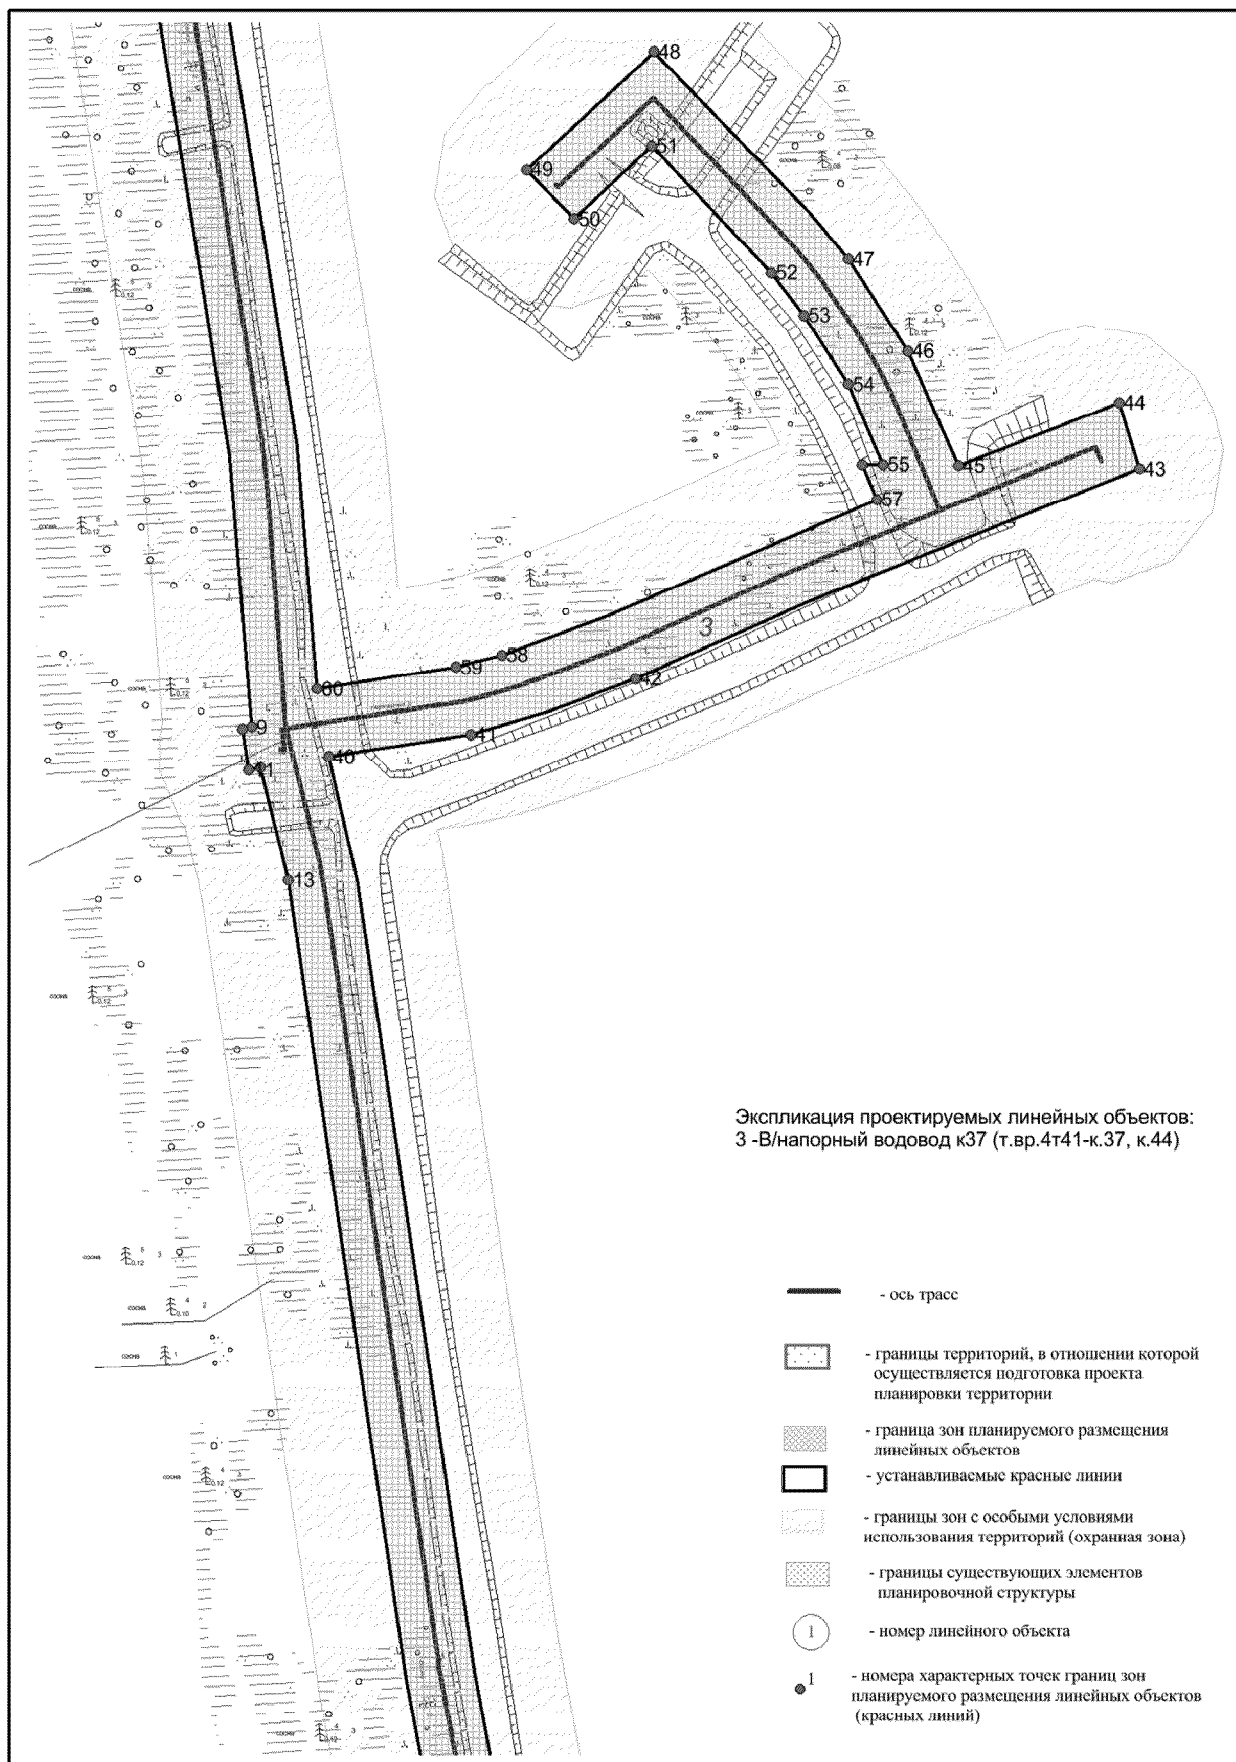 48
49
51
50
47
52
53
46
54
44
45
55
43
57
3
58
59
60
42
9
41
40
1
13
сосна
Экспликация проектируемых линейных объектов:
3 -В/напорный водовод к37 (т.вр.4т41-к.37, к.44)
- ось трасс
- границы территорий, в отношении которой
осуществляется подготовка проекта
планировки территории
- граница зон планируемого размещения
линейных объектов
- устанавливаемые красные линии
- границы зон с особыми условиями
использования территорий (охранная зона)
- границы существующих элементов
планировочной структуры
1
- номер линейного объекта
1
- номера характерных точек границ зон
планируемого размещения линейных объектов
(красных линий)